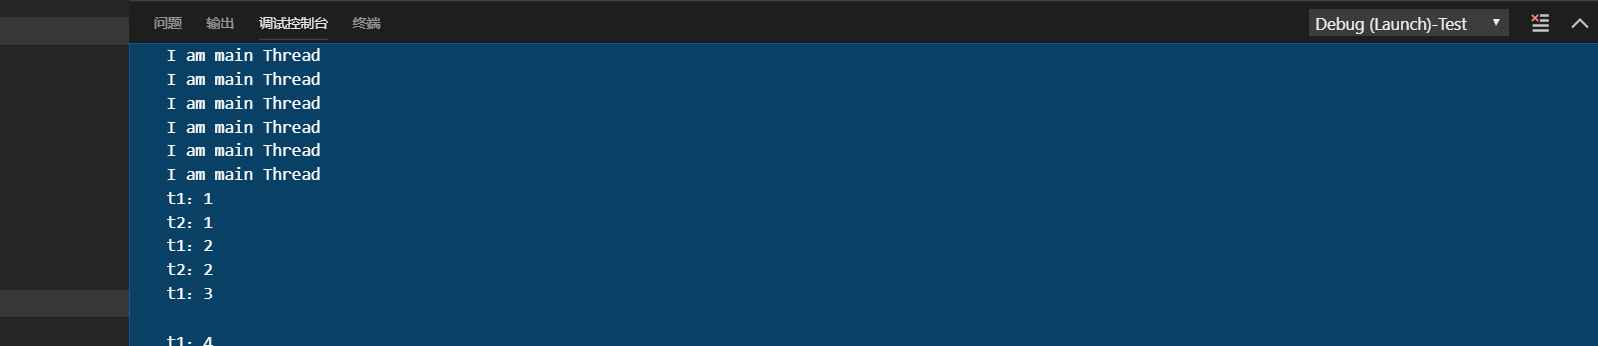 问题 输出 调试控制台 终端 Debug (Launch)-Test
I am main Thread
I am main Thread
I am main Thread
I am main Thread
I am main Thread
I am main Thread
t1：1
t2：1
t1：2
t2：2
t1：3
t1：4